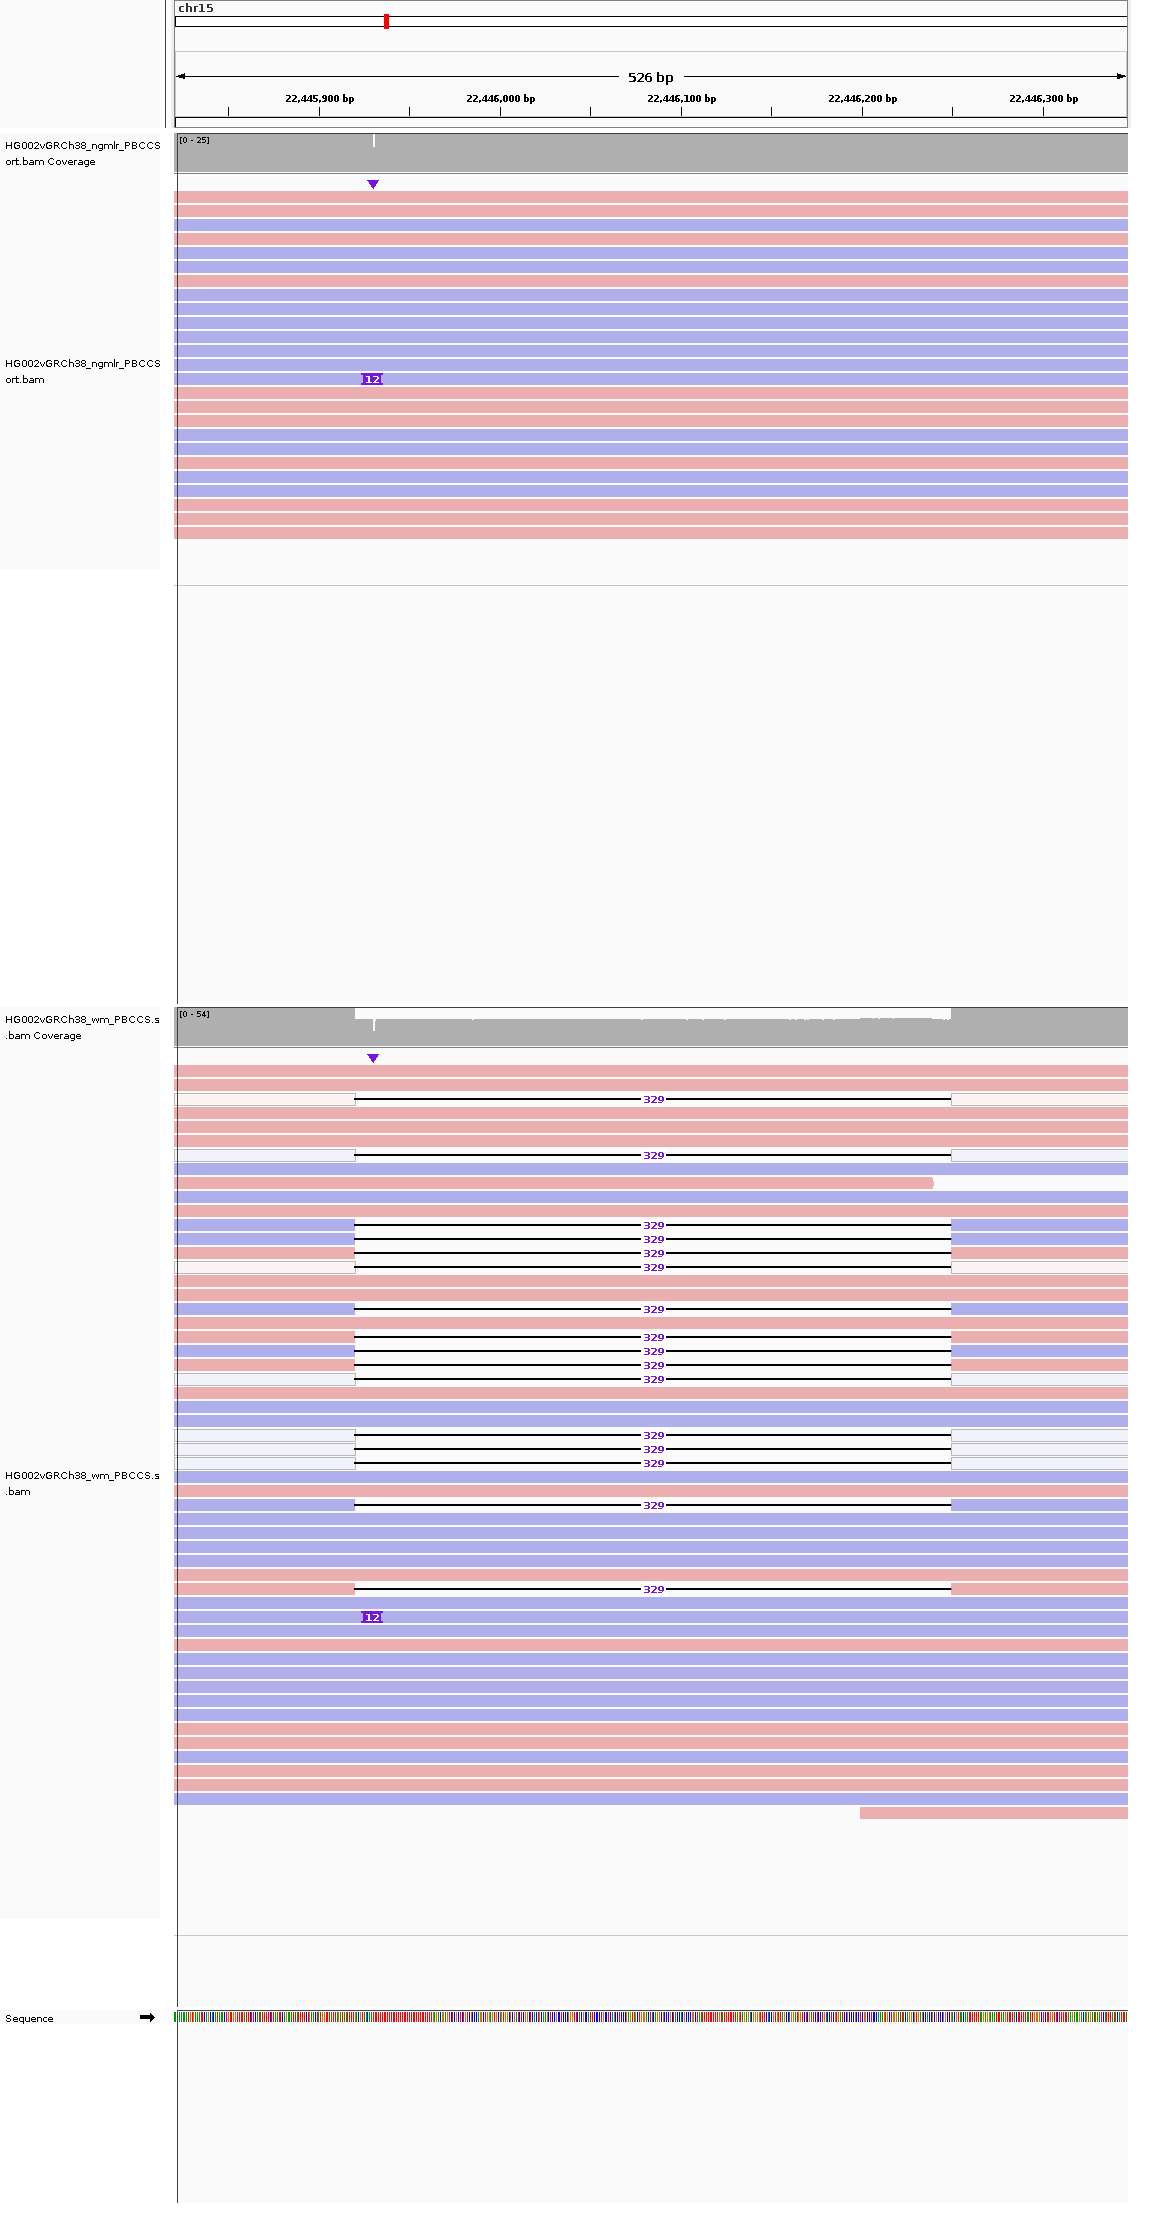 chr15
526 bp
22,445,900 bp 22,446,000 bp 22,446,100 bp 22,446,200 bp 22,446,300 bp
[0 - 25]
HG002vGRCh38_ngmlr_PBCCS
ort.bam Coverage
HG002vGRCh38_ngmlr_PBCCS
ort.bam
12
[0 - 54]
HG002vGRCh38_wm_PBCCS.s
.bam Coverage
329
329
329
329
329
329
329
329
329
329
329
329
329
329
HG002vGRCh38_wm_PBCCS.s
.bam
329
329
12
Sequence